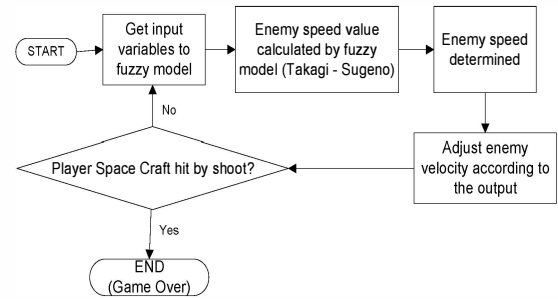 START
Get input
variables to
fuzzy model
Enemy speed value
calculated by fuzzy
model (Takagi - Sugeno)
Enemy speed
determined
Adjust enemy
velocity according to
the output
Player Space Craft hit by shoot?
No
Yes
END
(Game Over)